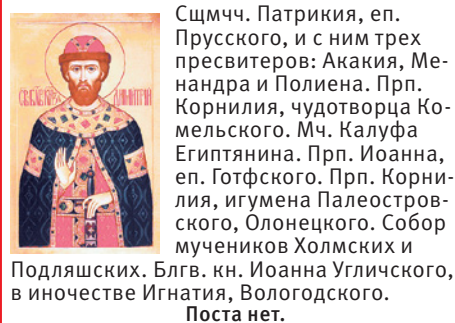 Сщмчч. Патрикия, еп.
Прусского, и с ним трех
пресвитеров: Акакия, Ме-
нандра и Полиена. Прп.
Корнилия, чудотворца Ко-
мельского. Мч. Калуфа
Египтянина. Прп. Иоанна,
еп. Готфского. Прп. Корни-
лия, игумена Палеостров-
ского, Олонецкого. Собор
мучеников Холмских и
Подляшских. Блгв. кн. Иоанна Угличского,
в иночестве Игнатия, Вологодского.
Поста нет.